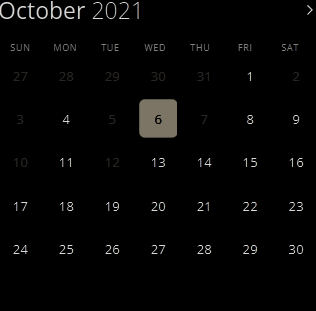 October 2021
SUN MON TUE WED THU FRI SAT
27 28 29 30 31 1 2
3 4 5 6 7 8 9
10 11 12 13 14 15 16
17 18 19 20 21 22 23
24 25 26 27 28 29 30